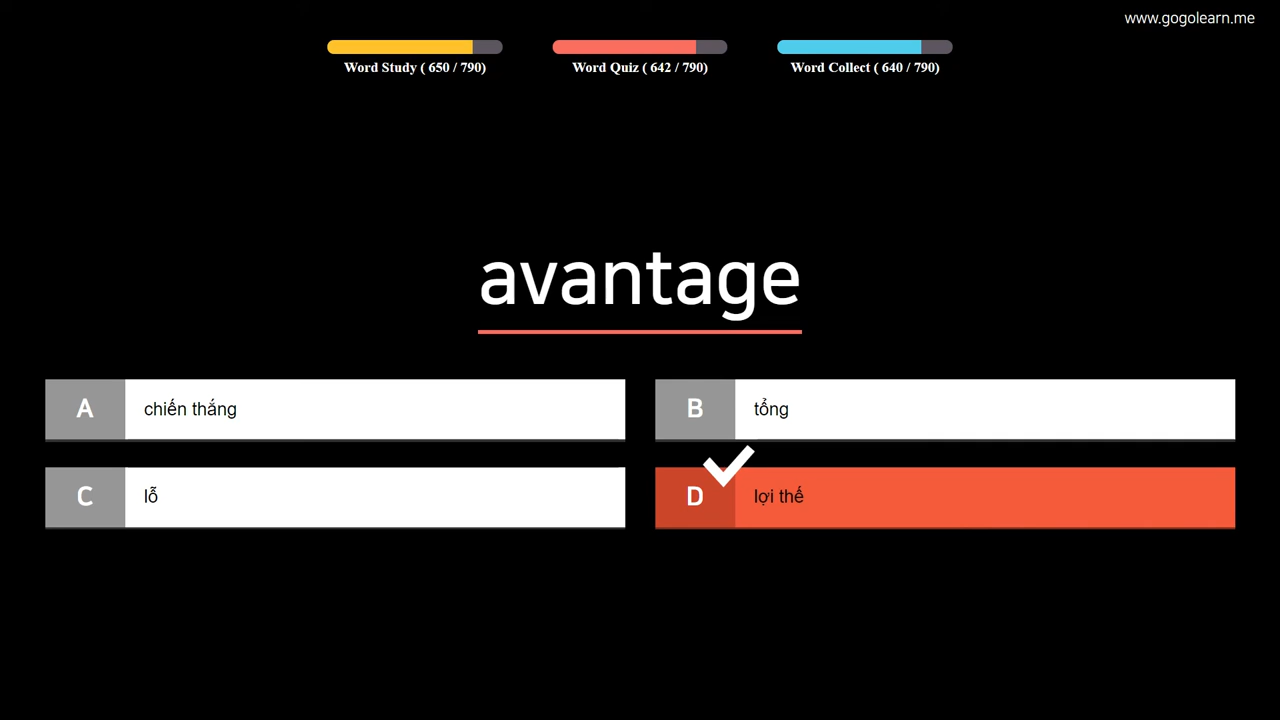 www.gogolearn.me
Word Study ( 650 / 790)
Word Quiz ( 642 / 790)
Word Collect ( 640 / 790)
avantage
A chiến thắng
B tổng
C lỗ
D lợi thế